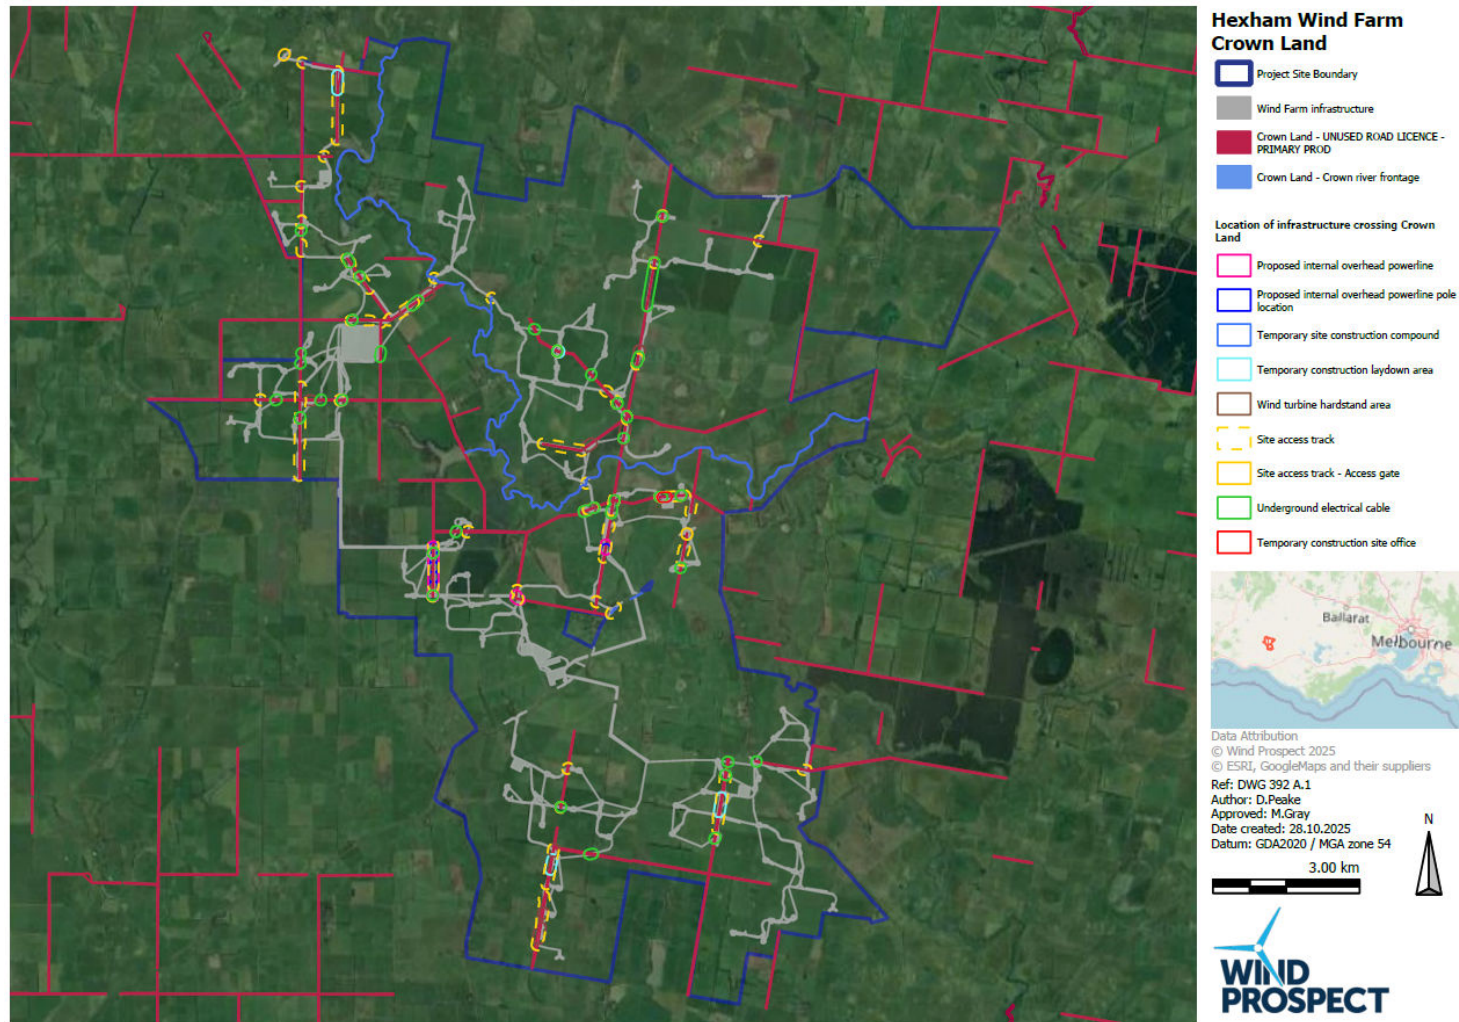 Hexham Wind Farm
Crown Land
Project Site Boundary
Wind Farm infrastructure
Crown Land - UNUSED ROAD LICENCE -
PRIMARY PROD
Crown Land - Crown river frontage
Location of infrastructure crossing Crown
Land
Proposed internal overhead powerline
Proposed internal overhead powerline pole
location
Temporary site construction compound
Temporary construction laydown area
Wind turbine hardstand area
Site access track
Site access track - Access gate
Underground electrical cable
Temporary construction site office
Ballarat
Melbourne
Data Attribution
© Wind Prospect 2025
© ESRI, GoogleMaps and their suppliers
Ref: DWG 392 A.1
Author: D.Peake
Approved: M.Gray
Date created: 28.10.2025
Datum: GDA2020 / MGA zone 54
N
3.00 km
WIND
PROSPECT